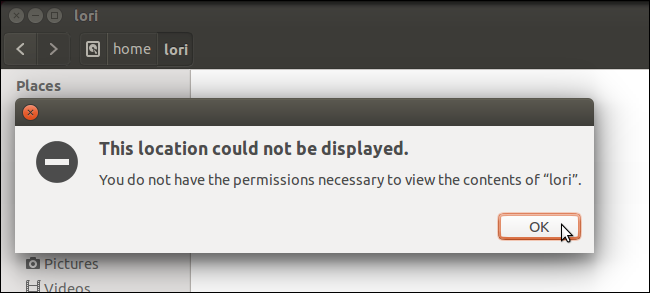 lori
home lori
Places
This location could not be displayed.
You do not have the permissions necessary to view the contents of “lori”.
OK
Pictures
Videos